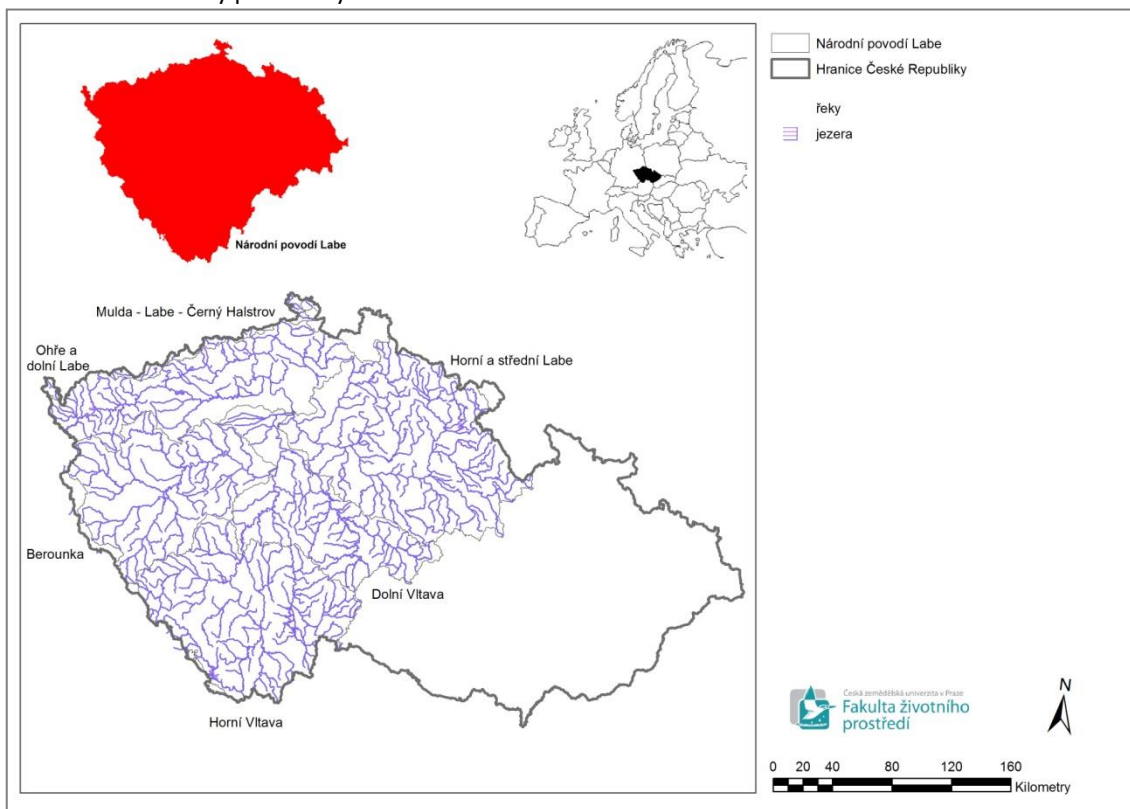 Národní povodí Labe
Národní povodí Labe
Hranice České Republiky
řeky
jezera
Mulda - Labe - Černý Halstrov
Ohře a
dolní Labe
Horní a střední Labe
Berounka
Dolní Vltava
Horní Vltava
Česká zemědělská univerzita v Praze
Fakulta životního
prostředí
N
0 20 40 80 120 160
Kilometry